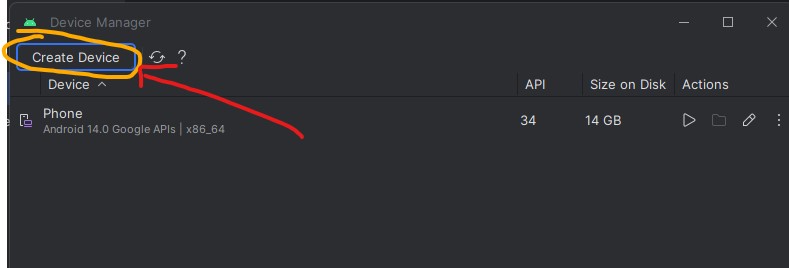 Device Manager
Create Device ?
Device API Size on Disk Actions
Phone 34 14 GB
Android 14.0 Google APIs | x86_64